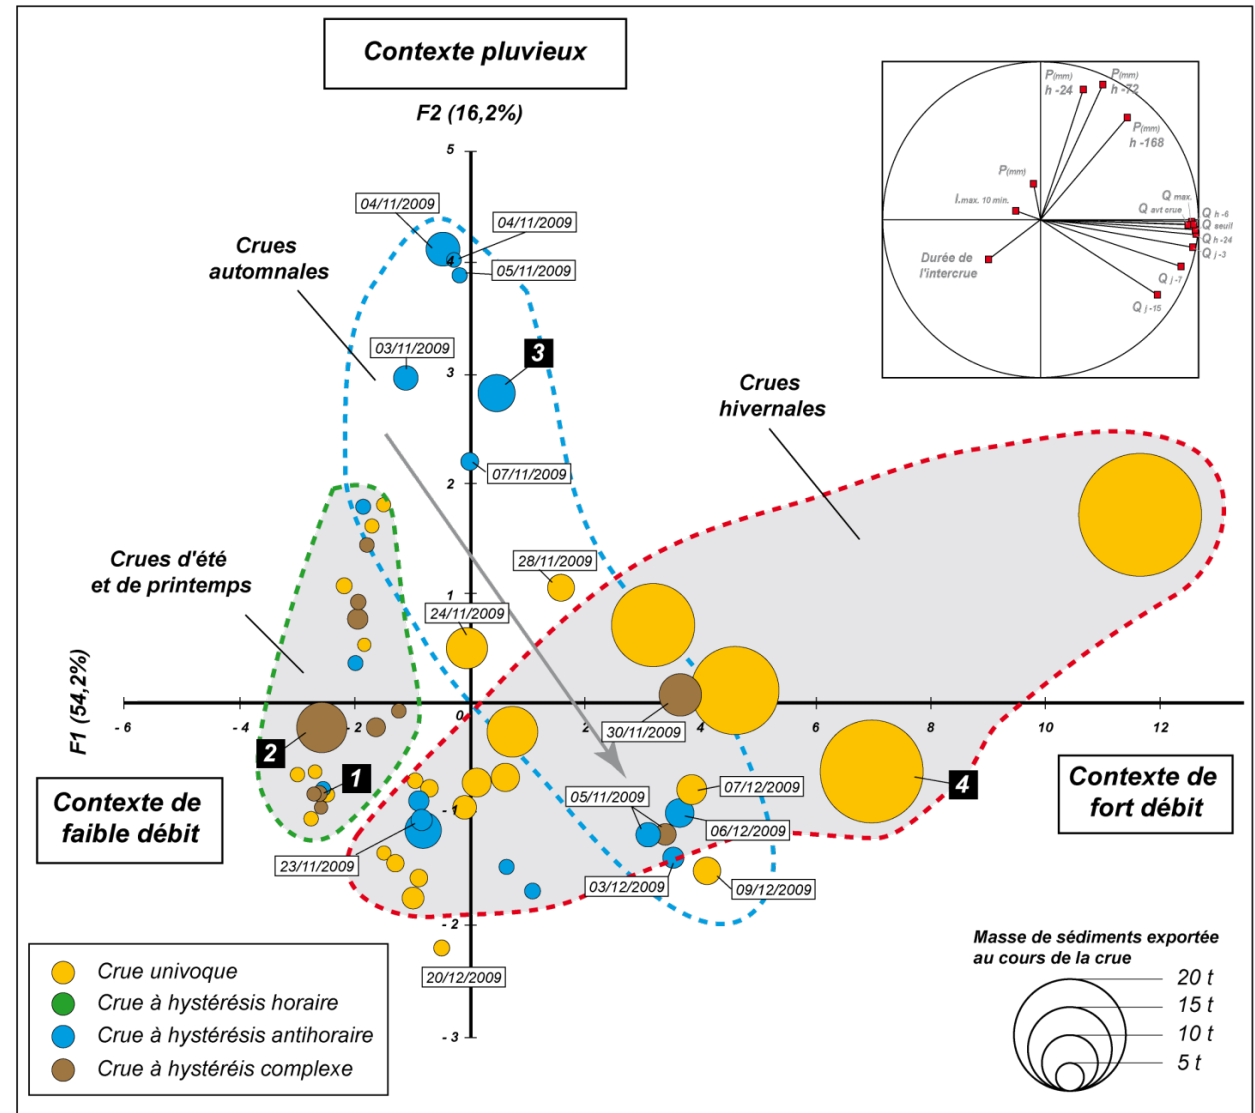 Contexte pluvieux
F2 (16,2%)
5
P(mm)
h -24
P(mm)
h -72
P(mm)
h -168
P(mm)
I.max. 10 min.
Q max.
Q avt crue
Q h -6
Q seuil
Q h -24
Q j -3
Q j -7
Q j -15
Durée de
l'intercrue
04/11/2009
04/11/2009
Crues
automnales
4
05/11/2009
03/11/2009
3
3
Crues
hivernales
07/11/2009
2
Crues d'été
et de printemps
28/11/2009
1
24/11/2009
F1 (54,2%)
- 6
- 4
- 2
0
2
4
6
8
10
12
30/11/2009
2
1
Contexte de
faible débit
4
Contexte de
fort débit
05/11/2009
07/12/2009
- 1
06/12/2009
23/11/2009
03/12/2009
09/12/2009
- 2
20/12/2009
- 3
Crue univoque
Crue à hystérésis horaire
Crue à hystérésis antihoraire
Crue à hystéréis complexe
Masse de sédiments exportée
au cours de la crue
20 t
15 t
10 t
5 t